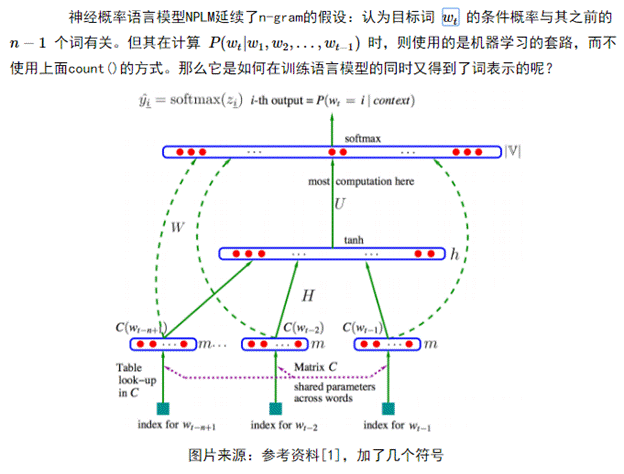 神经概率语言模型NPLM延续了n-gram的假设：认为目标词 w_t 的条件概率与其之前的
n − 1 个词有关。但其在计算 P(w_t|w_1, w_2, . . . , w_{t−1}) 时，则使用的是机器学习的套路，而不
使用上面count()的方式。那么它是如何在训练语言模型的同时又得到了词表示的呢？
ŷ_i = softmax(z_i) i-th output = P(w_t = i | context)
softmax
... ... |V|
most computation here
U
W
tanh
... ... h
H
C(w_{t−n+1}) C(w_{t−2}) C(w_{t−1})
... m... ... m ... m
Table look-up in C
Matrix C
shared parameters across words
index for w_{t−n+1} index for w_{t−2} index for w_{t−1}
图片来源：参考资料[1]，加了几个符号